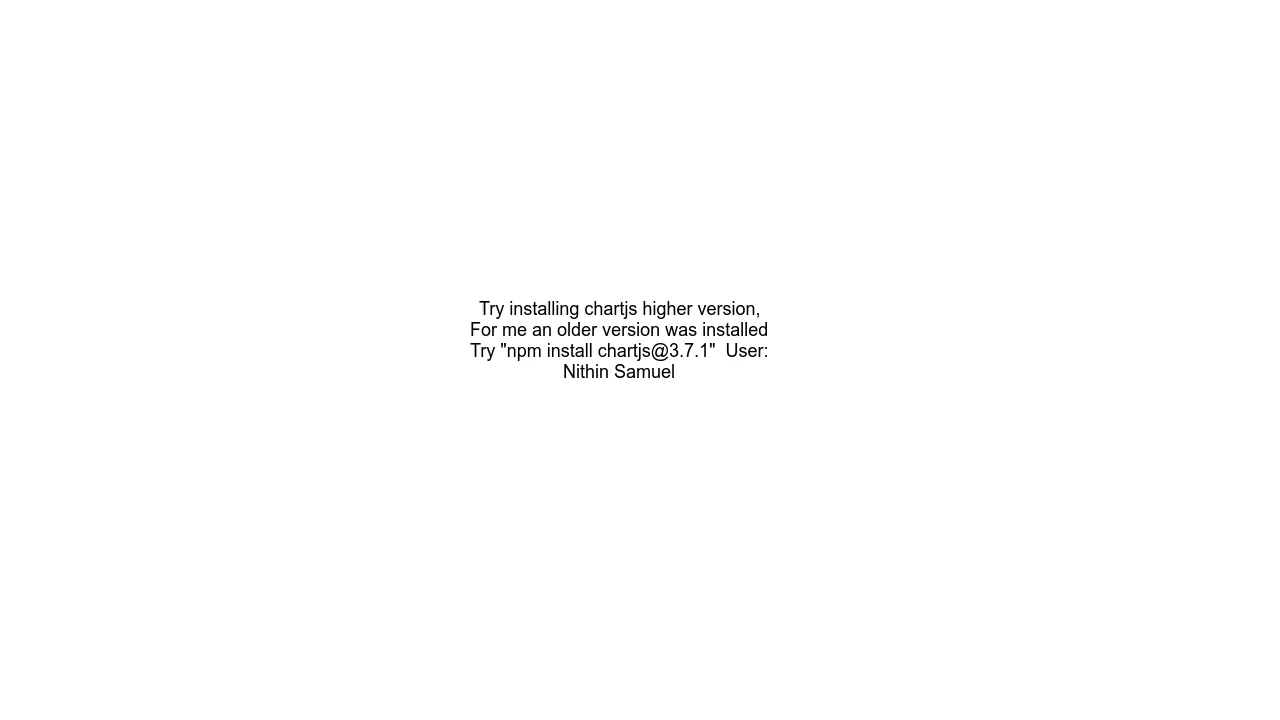 Try installing chartjs higher version,
For me an older version was installed
Try "npm install chartjs@3.7.1"  User:
Nithin Samuel